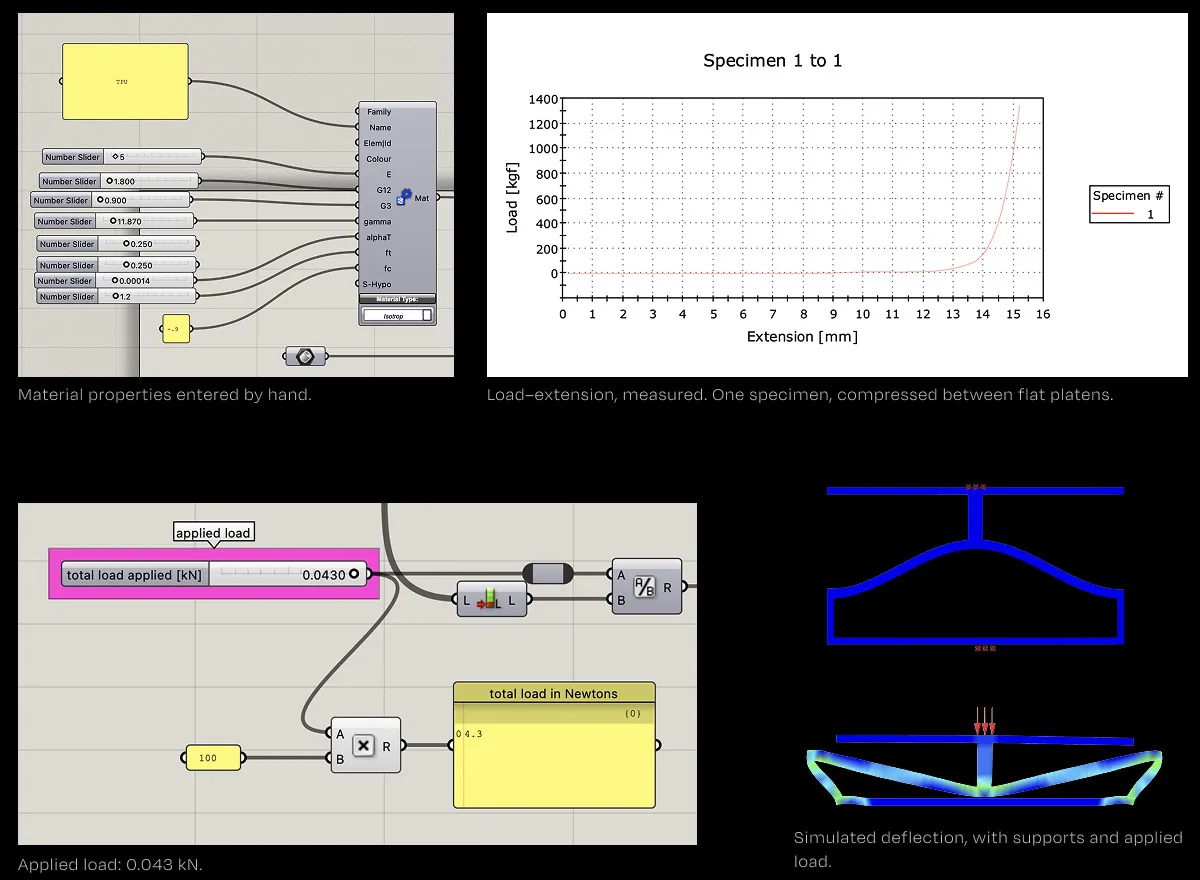 TPU
Family
Name
Elem|Id
Colour
E
G12
G3
gamma
alphaT
ft
fc
S-Hypo
Mat
Material Type:
Isotrop
Number Slider 5
Number Slider 1.800
Number Slider 0.900
Number Slider 11.870
Number Slider 0.250
Number Slider 0.250
Number Slider 0.00014
Number Slider 1.2
-.9
Material properties entered by hand.
Specimen 1 to 1
Load [kgf]
1400
1200
1000
800
600
400
200
0
0 1 2 3 4 5 6 7 8 9 10 11 12 13 14 15 16
Extension [mm]
Specimen #
1
Load–extension, measured. One specimen, compressed between flat platens.
applied load
total load applied [kN] 0.0430
L L
A
B
A/B
R
100
A
B
R
total load in Newtons
{0}
0 4.3
Applied load: 0.043 kN.
Simulated deflection, with supports and applied
load.